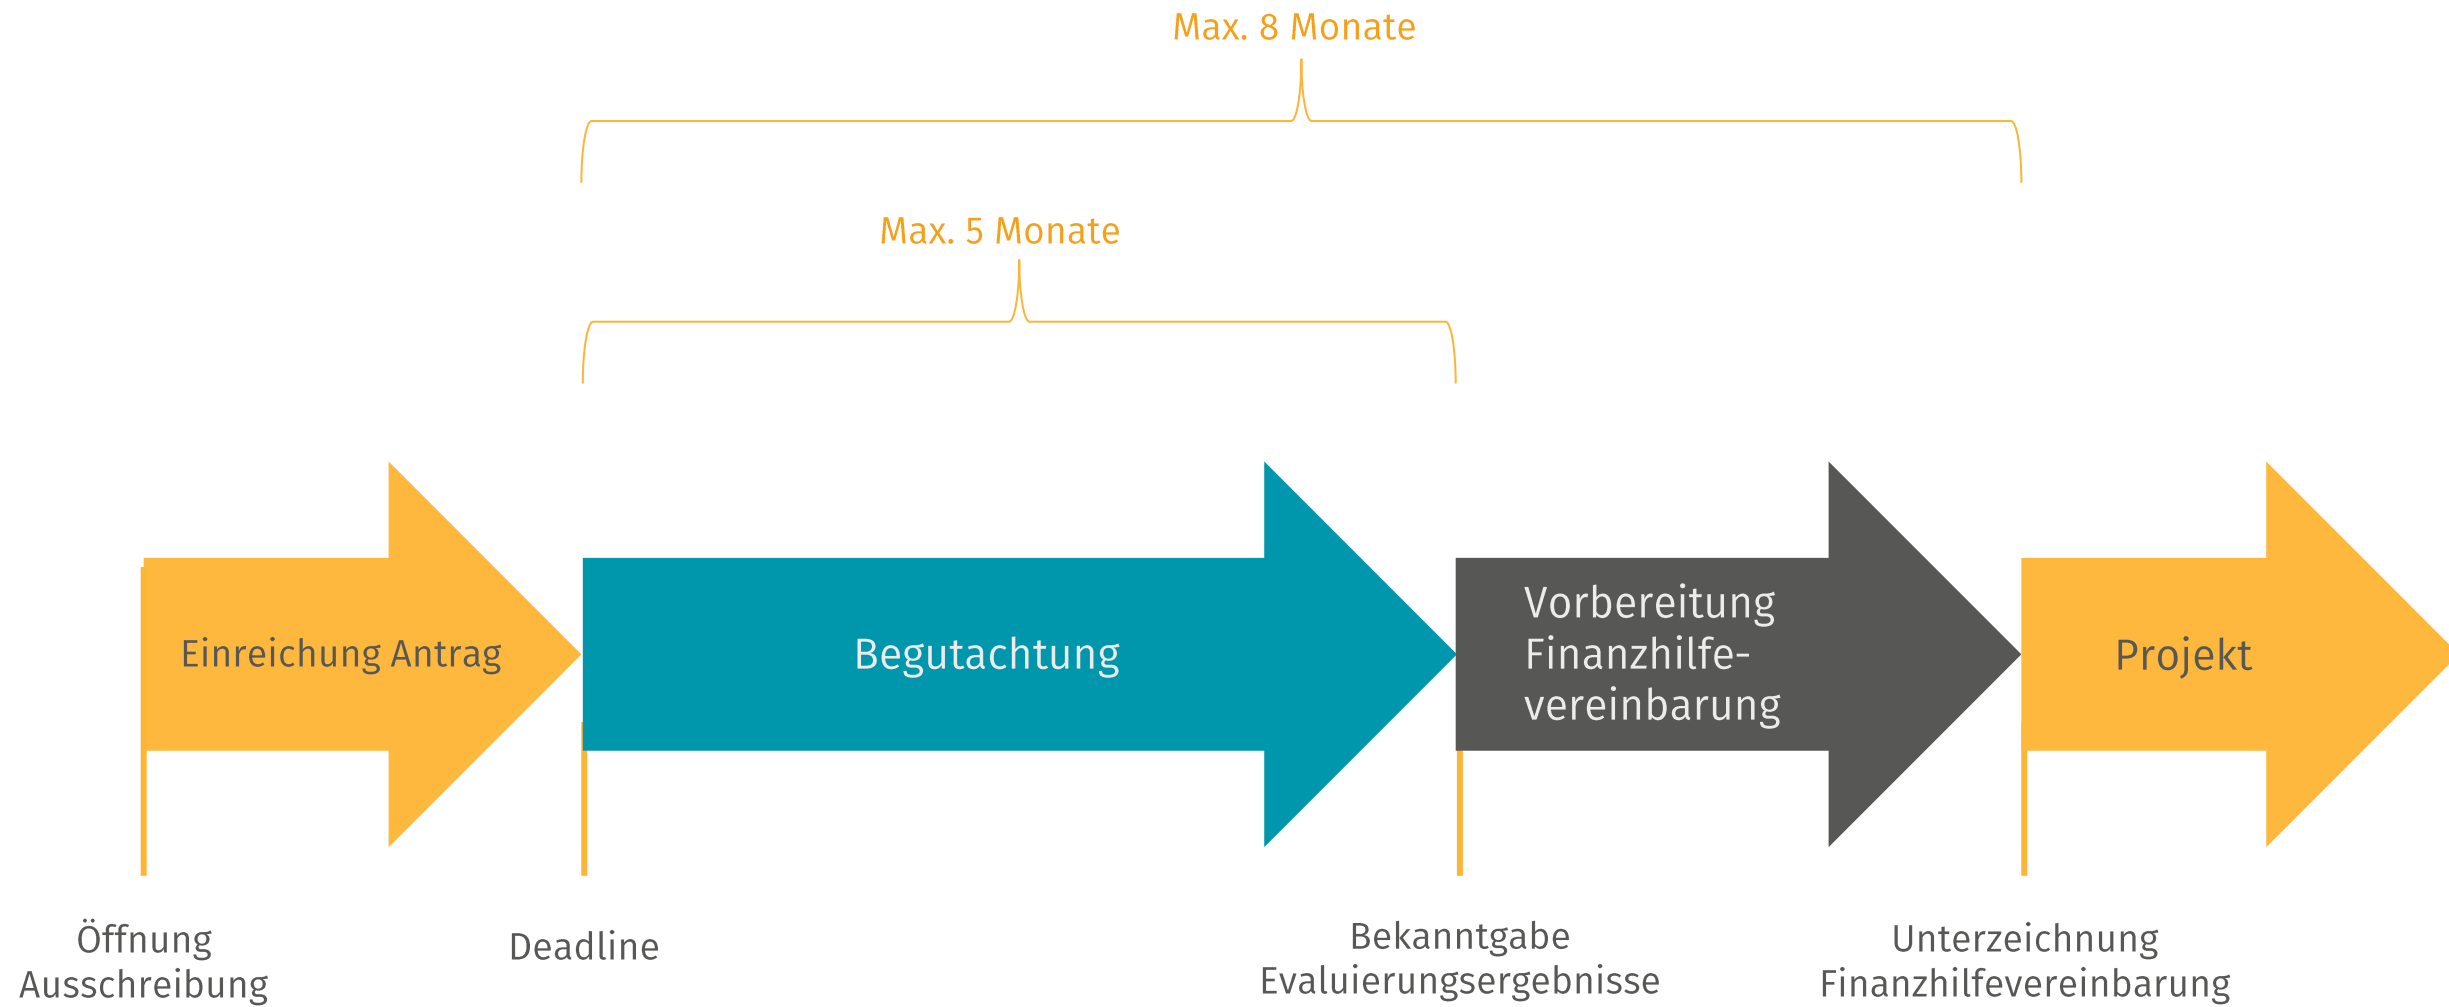 Max. 8 Monate
Max. 5 Monate
Einreichung Antrag
Begutachtung
Vorbereitung
Finanzhilfe-
vereinbarung
Projekt
Öffnung
Ausschreibung
Deadline
Bekanntgabe
Evaluierungsergebnisse
Unterzeichnung
Finanzhilfevereinbarung